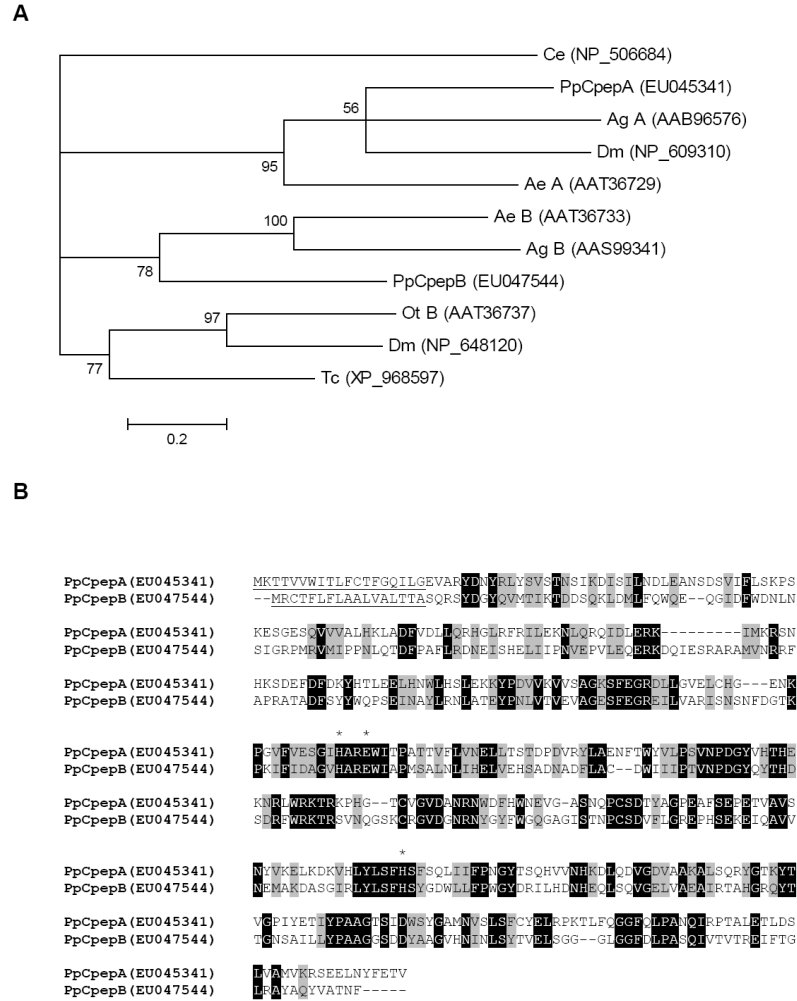 A
Ce (NP_506684)
PpCpepA (EU045341)
56
Ag A (AAB96576)
Dm (NP_609310)
95
Ae A (AAT36729)
Ae B (AAT36733)
100
Ag B (AAS99341)
78
PpCpepB (EU047544)
Ot B (AAT36737)
97
Dm (NP_648120)
77
Tc (XP_968597)
0.2
B
PpCpepA(EU045341) MKTTVVWITLFCTFGQILGEVARYDNYRLYSVSTNSIKDISILNDLEANSDSVIFLSKPS
PpCpepB(EU047544) --MRCTFLFLAALVALTTASQRSYDGYQVMTIKTDDSQKLDMLFQWQE--QGIDFWDNLN
PpCpepA(EU045341) KESGESQVVVALHKLADFVDLLQRHGLRFRILEKNLQRQIDLERK---------IMKRSN
PpCpepB(EU047544) SIGRPMRVMIPPNLQTDFPAFLRDNEISHELIIPNVEPVLEQERKDQIESRARAMVNRRF
PpCpepA(EU045341) HKSDEFDFDKYHTLEELHNWLHSLEKKYPDVVKVVSAGKSFEGRDLLGVELCHG---ENK
PpCpepB(EU047544) APRATADFSYYWQPSEINAYLRNLATEYPNLVTVEVAGESFEGREILVARISNSNFDGTK
* *
PpCpepA(EU045341) PGVFVESGIHAREWITPATTVFLVNELLTSTDPDVRYLAENFTWYVLPSVNPDGYVHTHE
PpCpepB(EU047544) PKIFIDAGVHAREWIAPMSALNLIHELVEHSADNADFLAC--DWIIIPTVNPDGYQYTHD
PpCpepA(EU045341) KNRLWRKTRKPHG--TCVGVDANRNWDFHWNEVG-ASNQPCSDTYAGPEAFSEPETVAVS
PpCpepB(EU047544) SDRFWRKTRSVNQGSKCRGVDGNRNYGYFWGQGAGISTNPCSDVFLGREPHSEKEIQAVV
*
PpCpepA(EU045341) NYVKELKDKVHLYLSFHSFSQLIIFPNGYTSQHVVNHKDLQDVGDVAAKALSQRYGTKYT
PpCpepB(EU047544) NEMAKDASGIRLYLSFHSYGDWLLFPWGYDRILHDNHEQLSQVGELVAEAIRTAHGRQYT
PpCpepA(EU045341) VGPIYETIYPAAGTSIDWSYGAMNVSLSFCYELRPKTLFQGGFQLPANQIRPTALETLDS
PpCpepB(EU047544) TGNSAILLYPAAGGSDDYAAGVHNINLSYTVELSGG--GLGGFDLPASQIVTVTREIFTG
PpCpepA(EU045341) LVAMVKRSEELNYFETV
PpCpepB(EU047544) LRAYAQYVATNF-----